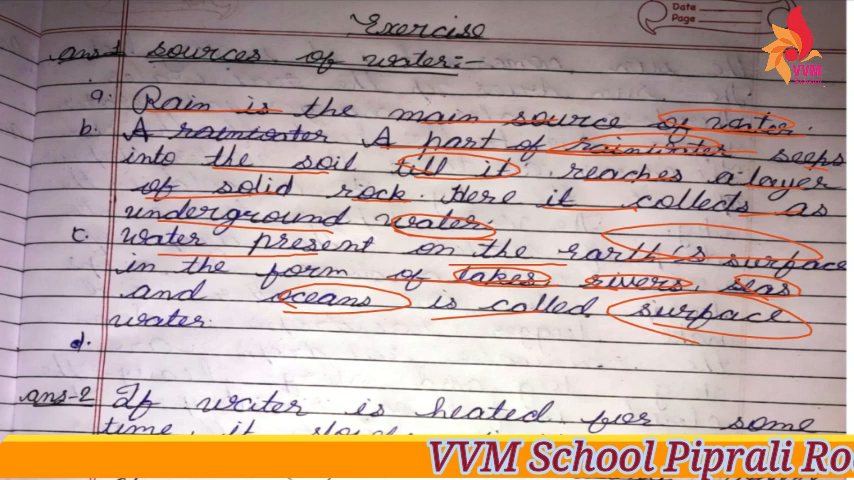 Exercise
Date
Page
VVM
ans 1 sources of water:-
a. Rain is the main source of water.
b. A rainwater A part of rainwater seeps
into the soil till it reaches a layer
of solid rock. Here it collects as
underground water.
c. water present on the earth's surface
in the form of lakes rivers, seas
and oceans is called surface
water.
d.
ans-2 If water is heated for some
time it
VVM School Piprali Ro